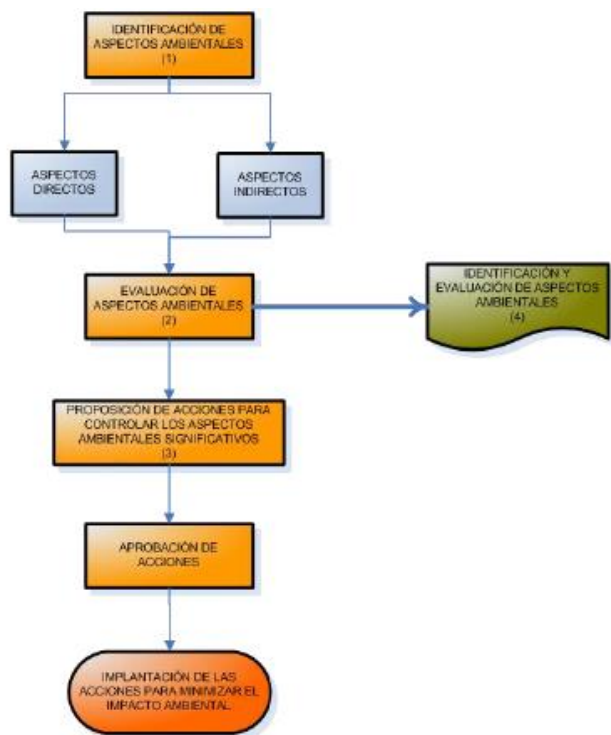 IDENTIFICACIÓN DE
ASPECTOS AMBIENTALES
(1)
ASPECTOS
DIRECTOS
ASPECTOS
INDIRECTOS
EVALUACIÓN DE
ASPECTOS AMBIENTALES
(2)
IDENTIFICACIÓN Y
EVALUACIÓN DE ASPECTOS
AMBIENTALES
(4)
PROPOSICIÓN DE ACCIONES PARA
CONTROLAR LOS ASPECTOS
AMBIENTALES SIGNIFICATIVOS
(3)
APROBACIÓN DE
ACCIONES
IMPLANTACIÓN DE LAS
ACCIONES PARA MINIMIZAR EL
IMPACTO AMBIENTAL